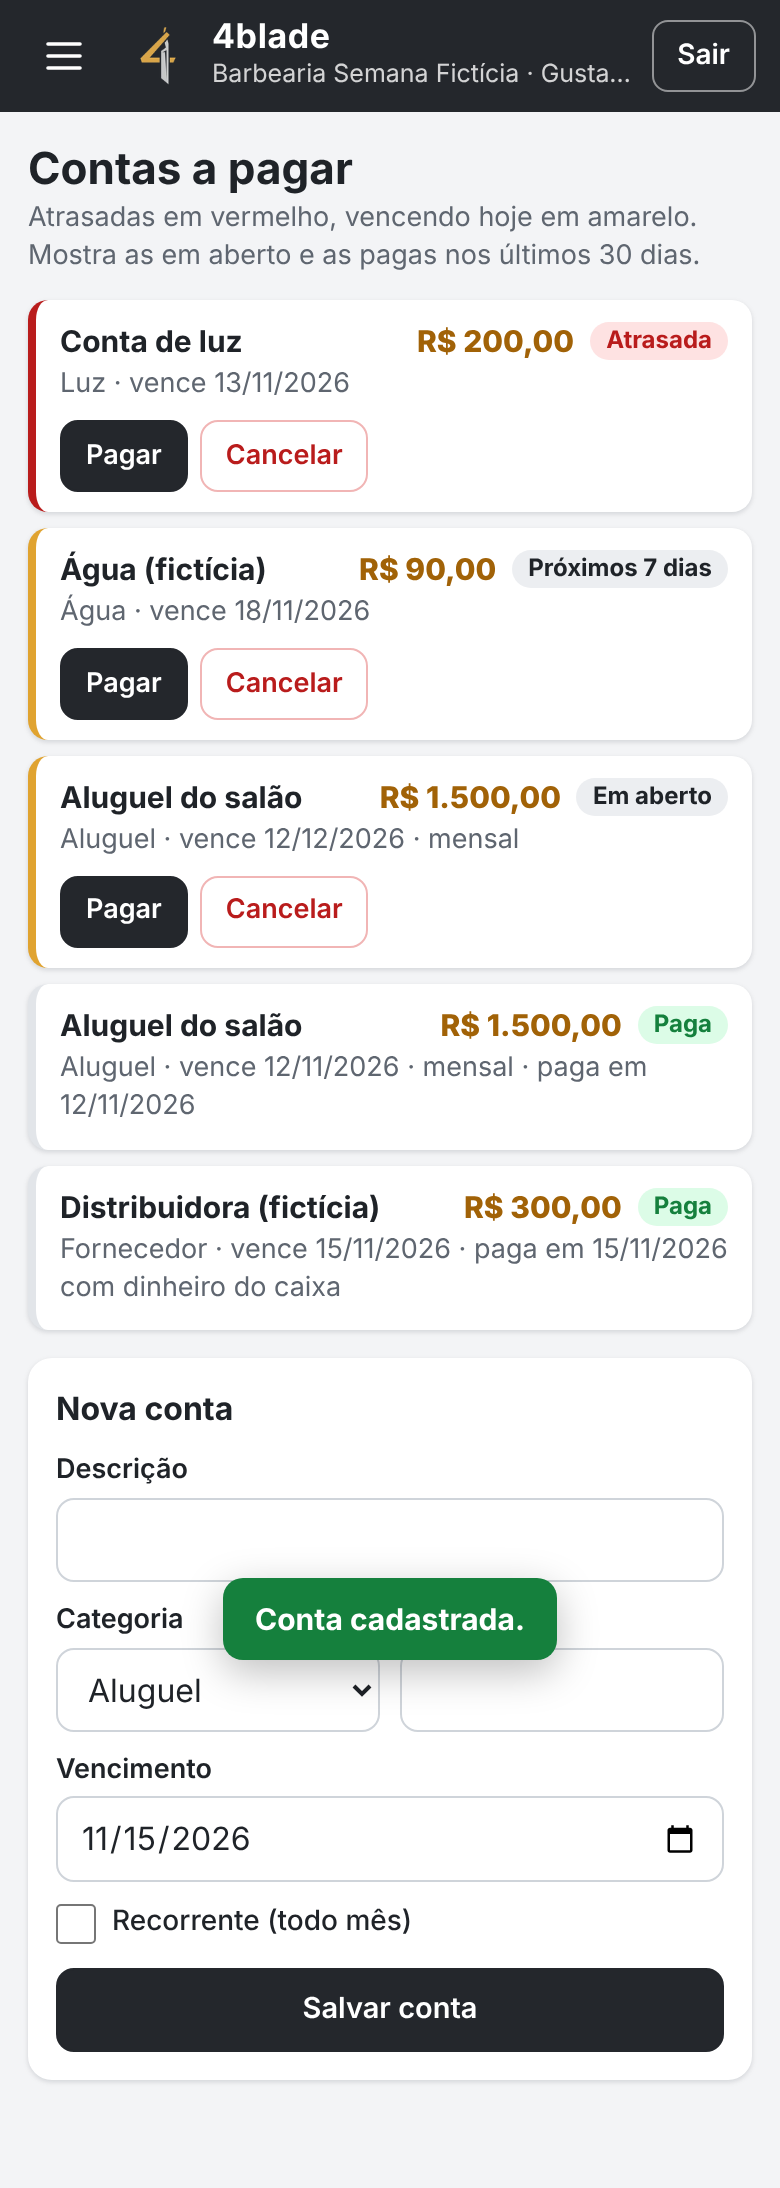 4blade
Barbearia Semana Fictícia · Gusta...
Sair
Contas a pagar
Atrasadas em vermelho, vencendo hoje em amarelo.
Mostra as em aberto e as pagas nos últimos 30 dias.
Conta de luz R$ 200,00 Atrasada
Luz · vence 13/11/2026
Pagar Cancelar
Água (fictícia) R$ 90,00 Próximos 7 dias
Água · vence 18/11/2026
Pagar Cancelar
Aluguel do salão R$ 1.500,00 Em aberto
Aluguel · vence 12/12/2026 · mensal
Pagar Cancelar
Aluguel do salão R$ 1.500,00 Paga
Aluguel · vence 12/11/2026 · mensal · paga em
12/11/2026
Distribuidora (fictícia) R$ 300,00 Paga
Fornecedor · vence 15/11/2026 · paga em 15/11/2026
com dinheiro do caixa
Nova conta
Descrição
Categoria
Conta cadastrada.
Aluguel
Vencimento
11/15/2026
Recorrente (todo mês)
Salvar conta